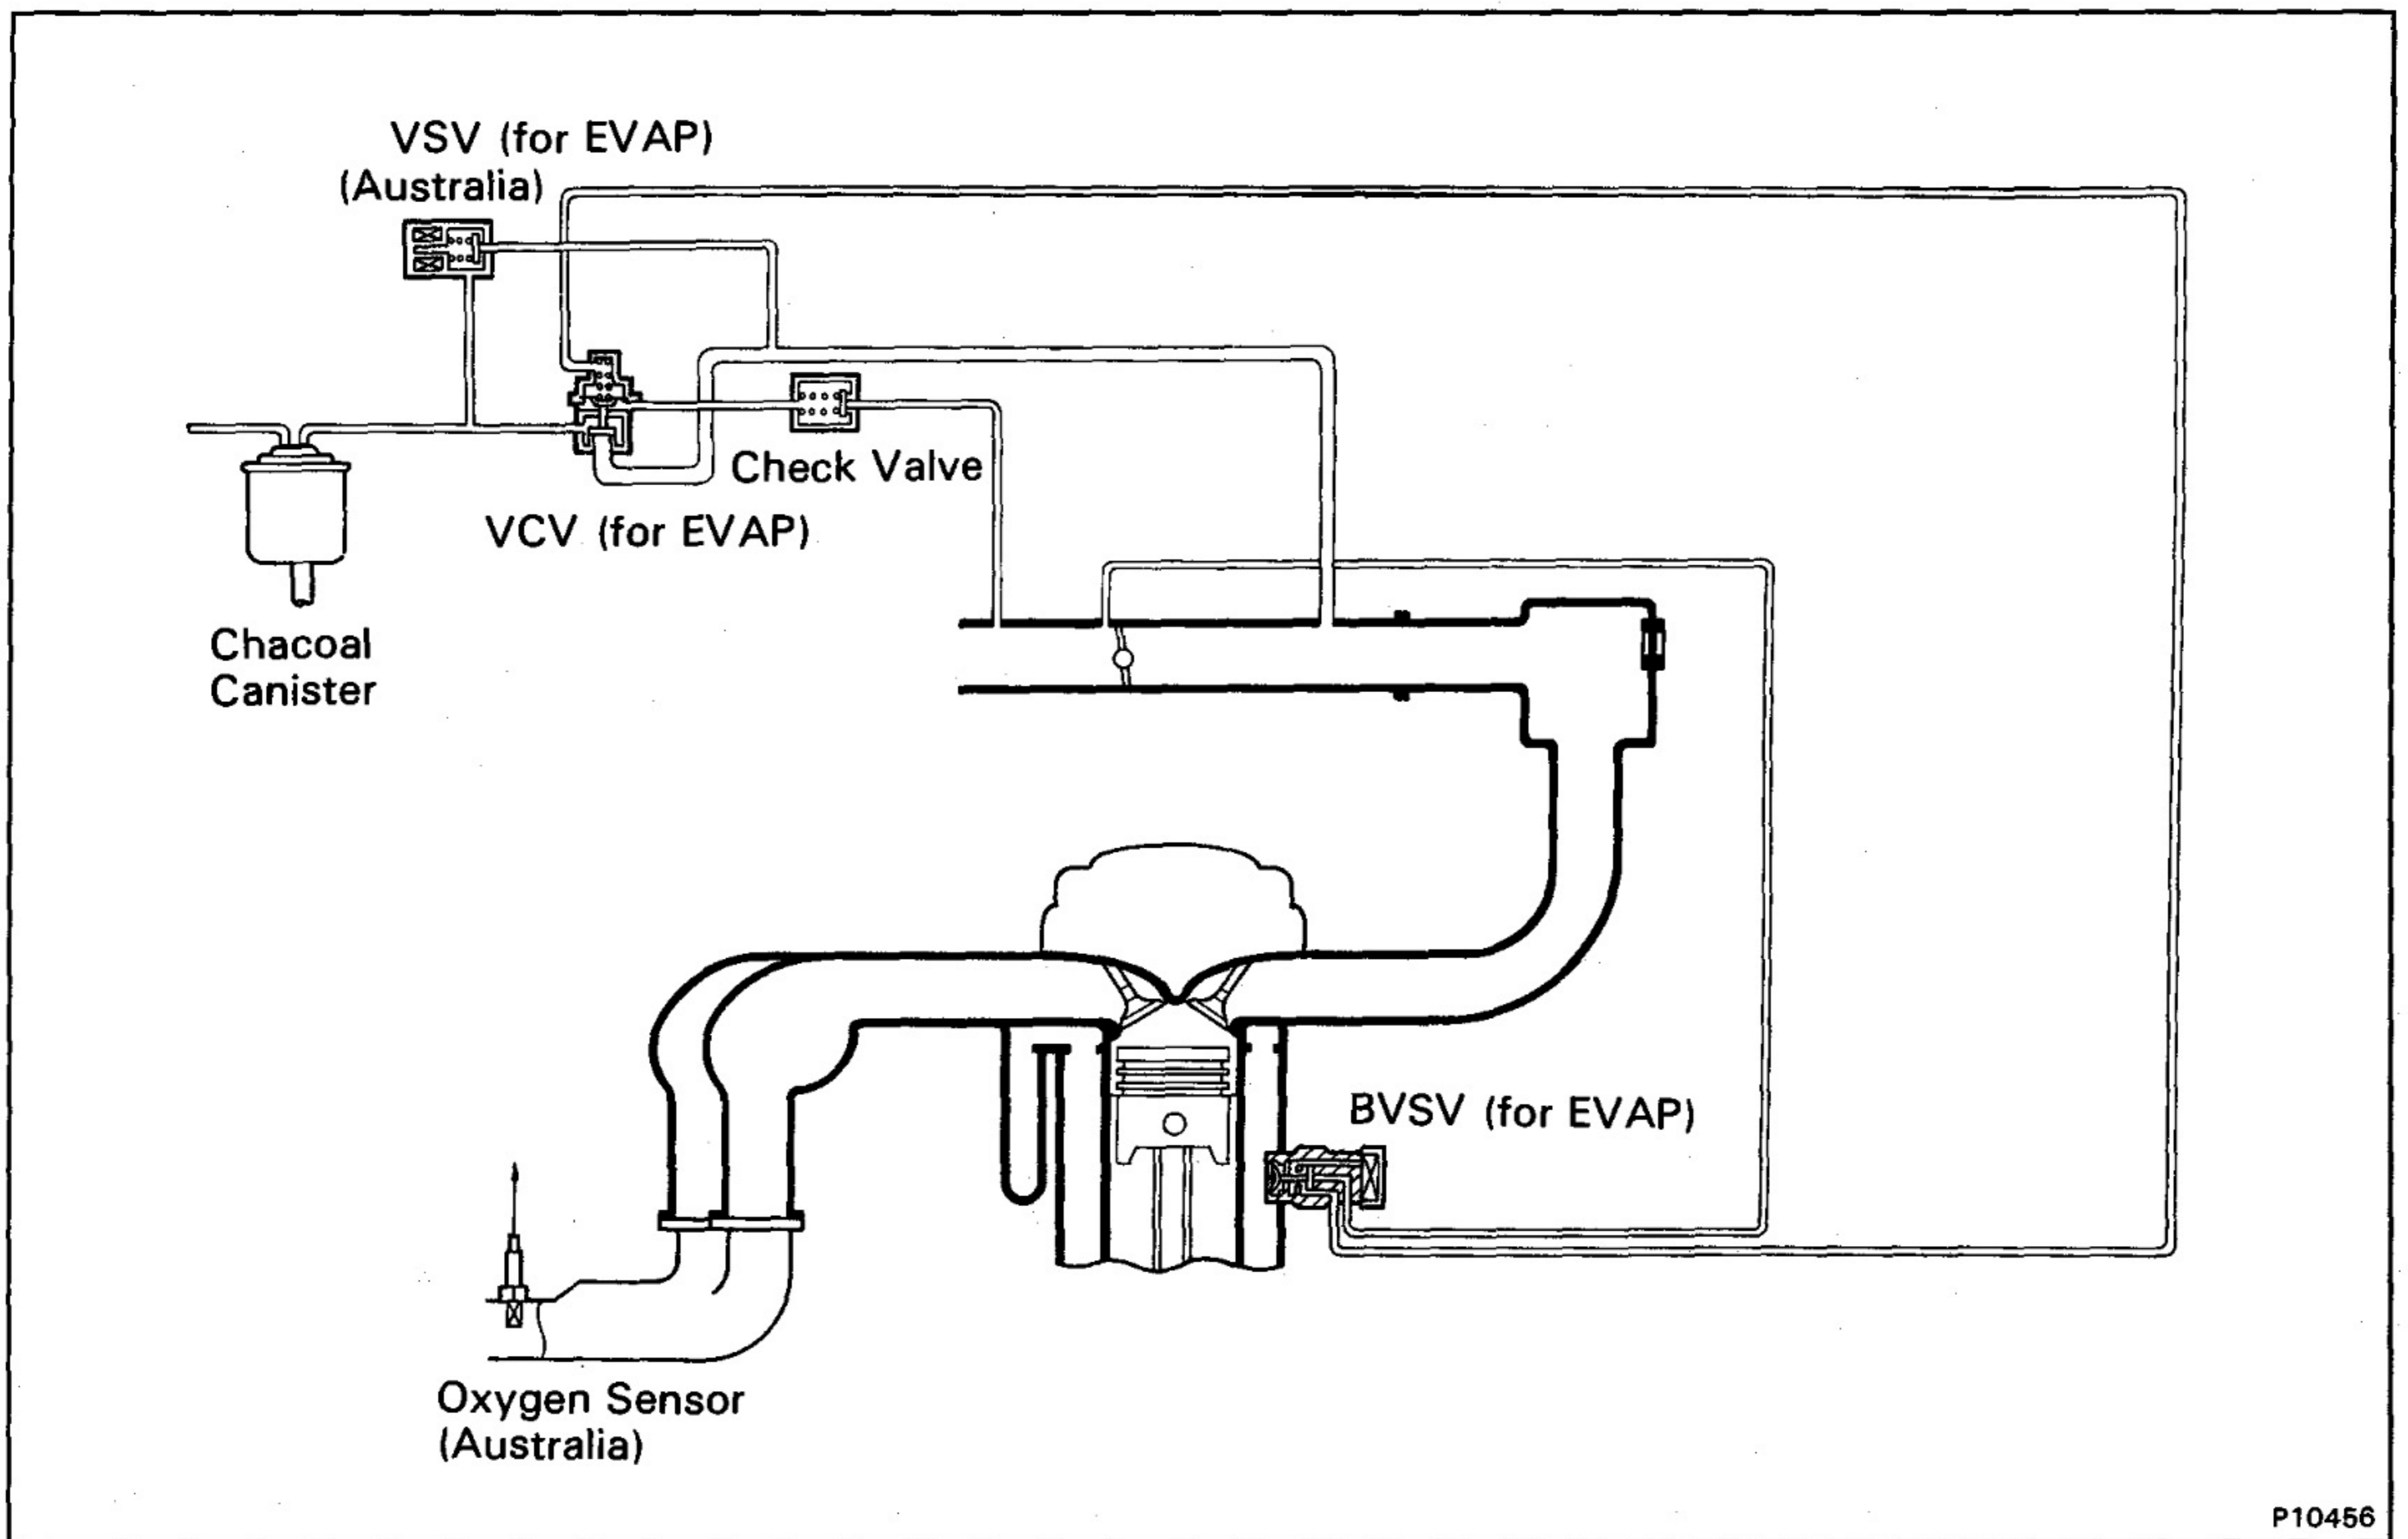 VSV (for EVAP)
(Australia)
Check Valve
VCV (for EVAP)
Chacoal
Canister
BVSV (for EVAP)
Oxygen Sensor
(Australia)
P10456